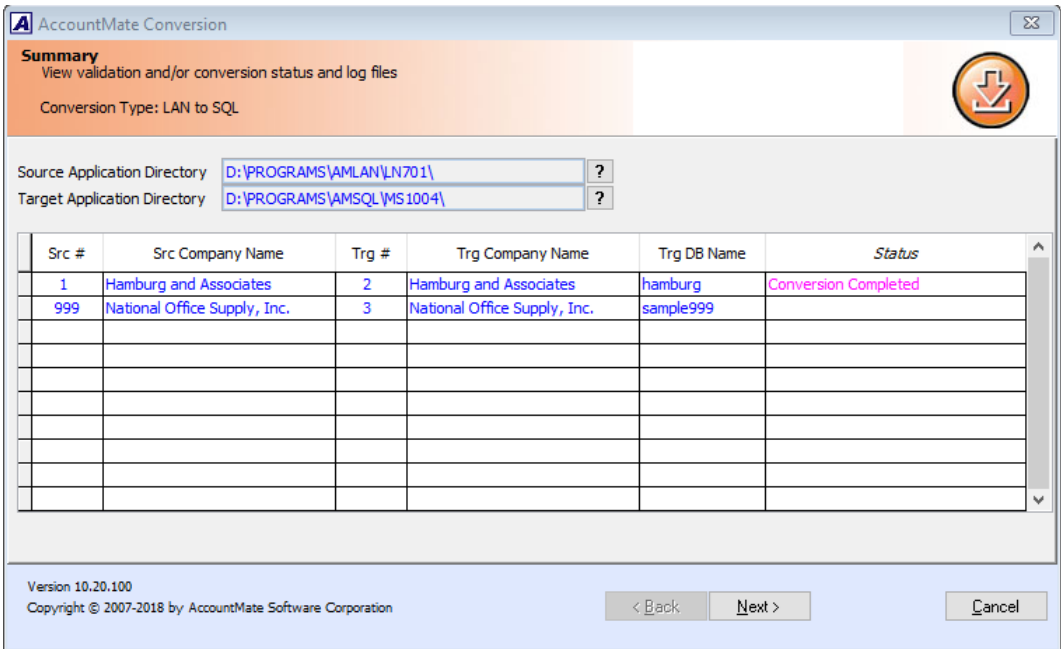 AccountMate Conversion
Summary
View validation and/or conversion status and log files
Conversion Type: LAN to SQL
Source Application Directory D:\PROGRAMS\AMLAN\LN701\ ?
Target Application Directory D:\PROGRAMS\AMSQL\MS1004\ ?
Src # Src Company Name Trg # Trg Company Name Trg DB Name Status
1 Hamburg and Associates 2 Hamburg and Associates hamburg Conversion Completed
999 National Office Supply, Inc. 3 National Office Supply, Inc. sample999
Version 10.20.100
Copyright © 2007-2018 by AccountMate Software Corporation
< Back Next > Cancel